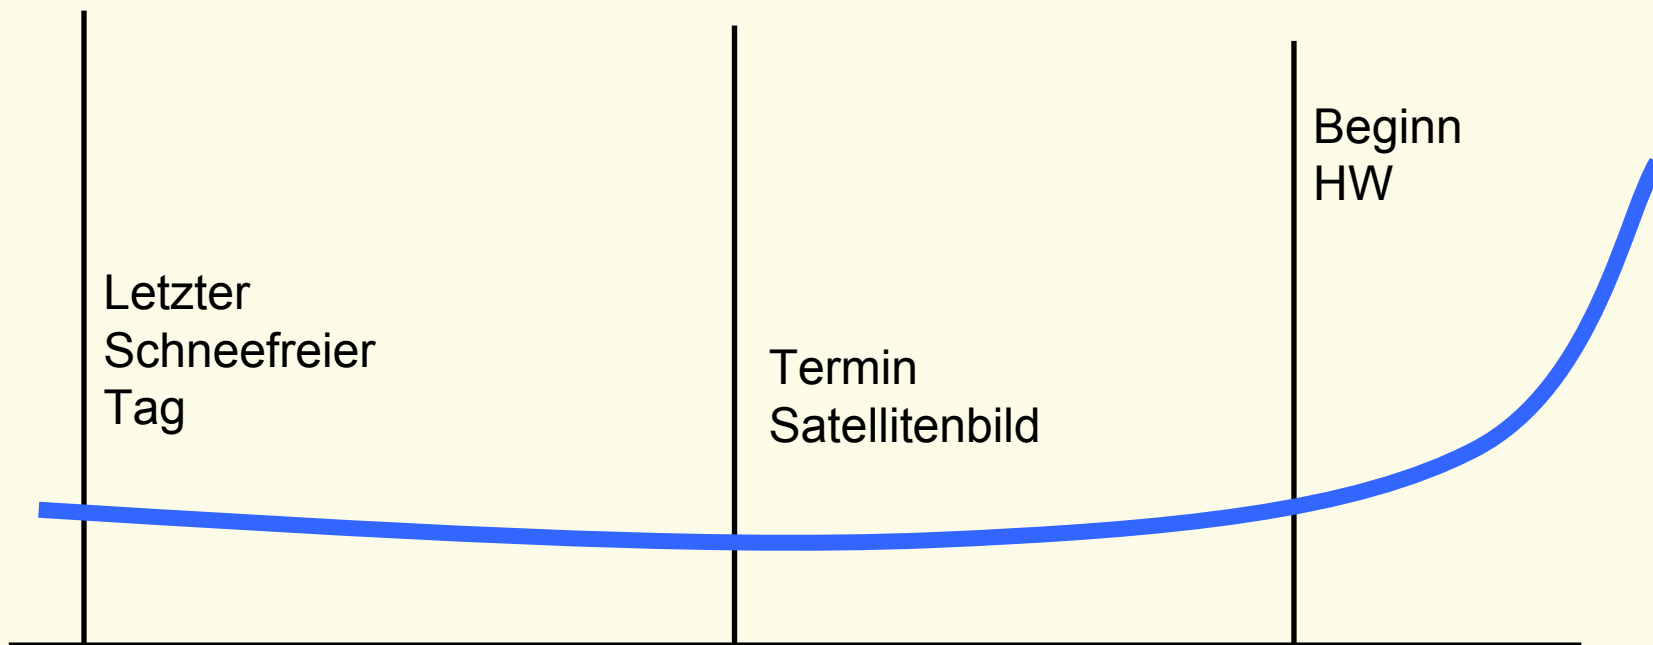 Letzter
Schneefreier
Tag
Termin
Satellitenbild
Beginn
HW